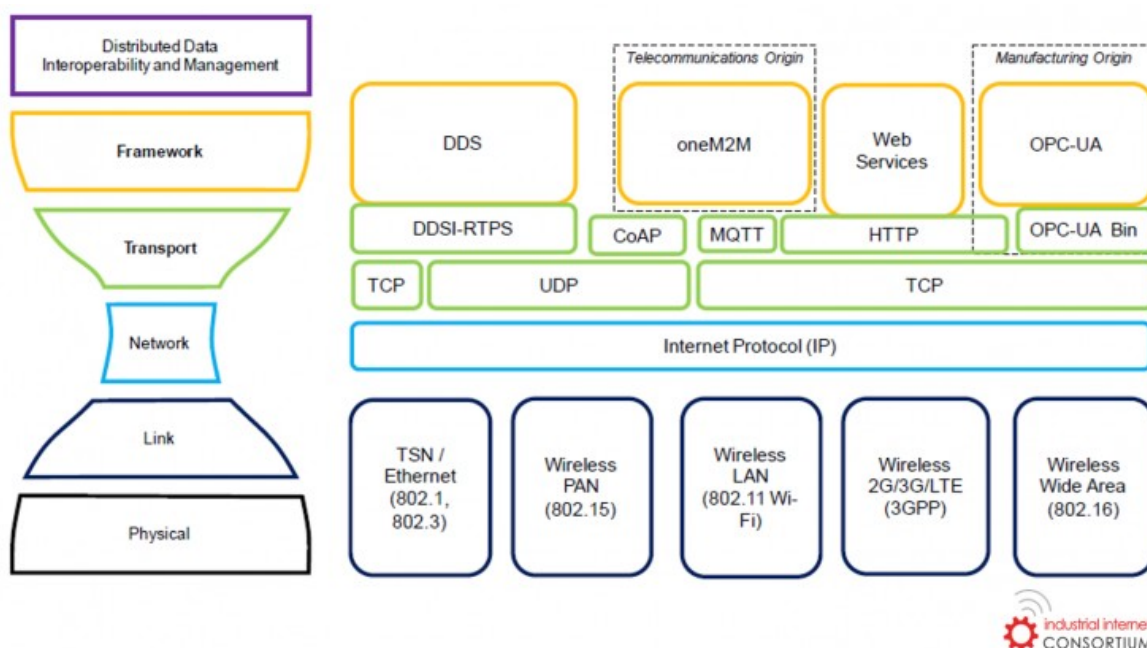 Distributed Data
Interoperability and Management
Framework
Transport
Network
Link
Physical
Telecommunications Origin
Manufacturing Origin
DDS
oneM2M
Web
Services
OPC-UA
DDSI-RTPS
CoAP
MQTT
HTTP
OPC-UA Bin
TCP
UDP
TCP
Internet Protocol (IP)
TSN /
Ethernet
(802.1,
802.3)
Wireless
PAN
(802.15)
Wireless
LAN
(802.11 Wi-
Fi)
Wireless
2G/3G/LTE
(3GPP)
Wireless
Wide Area
(802.16)
industrial interne
CONSORTIUM